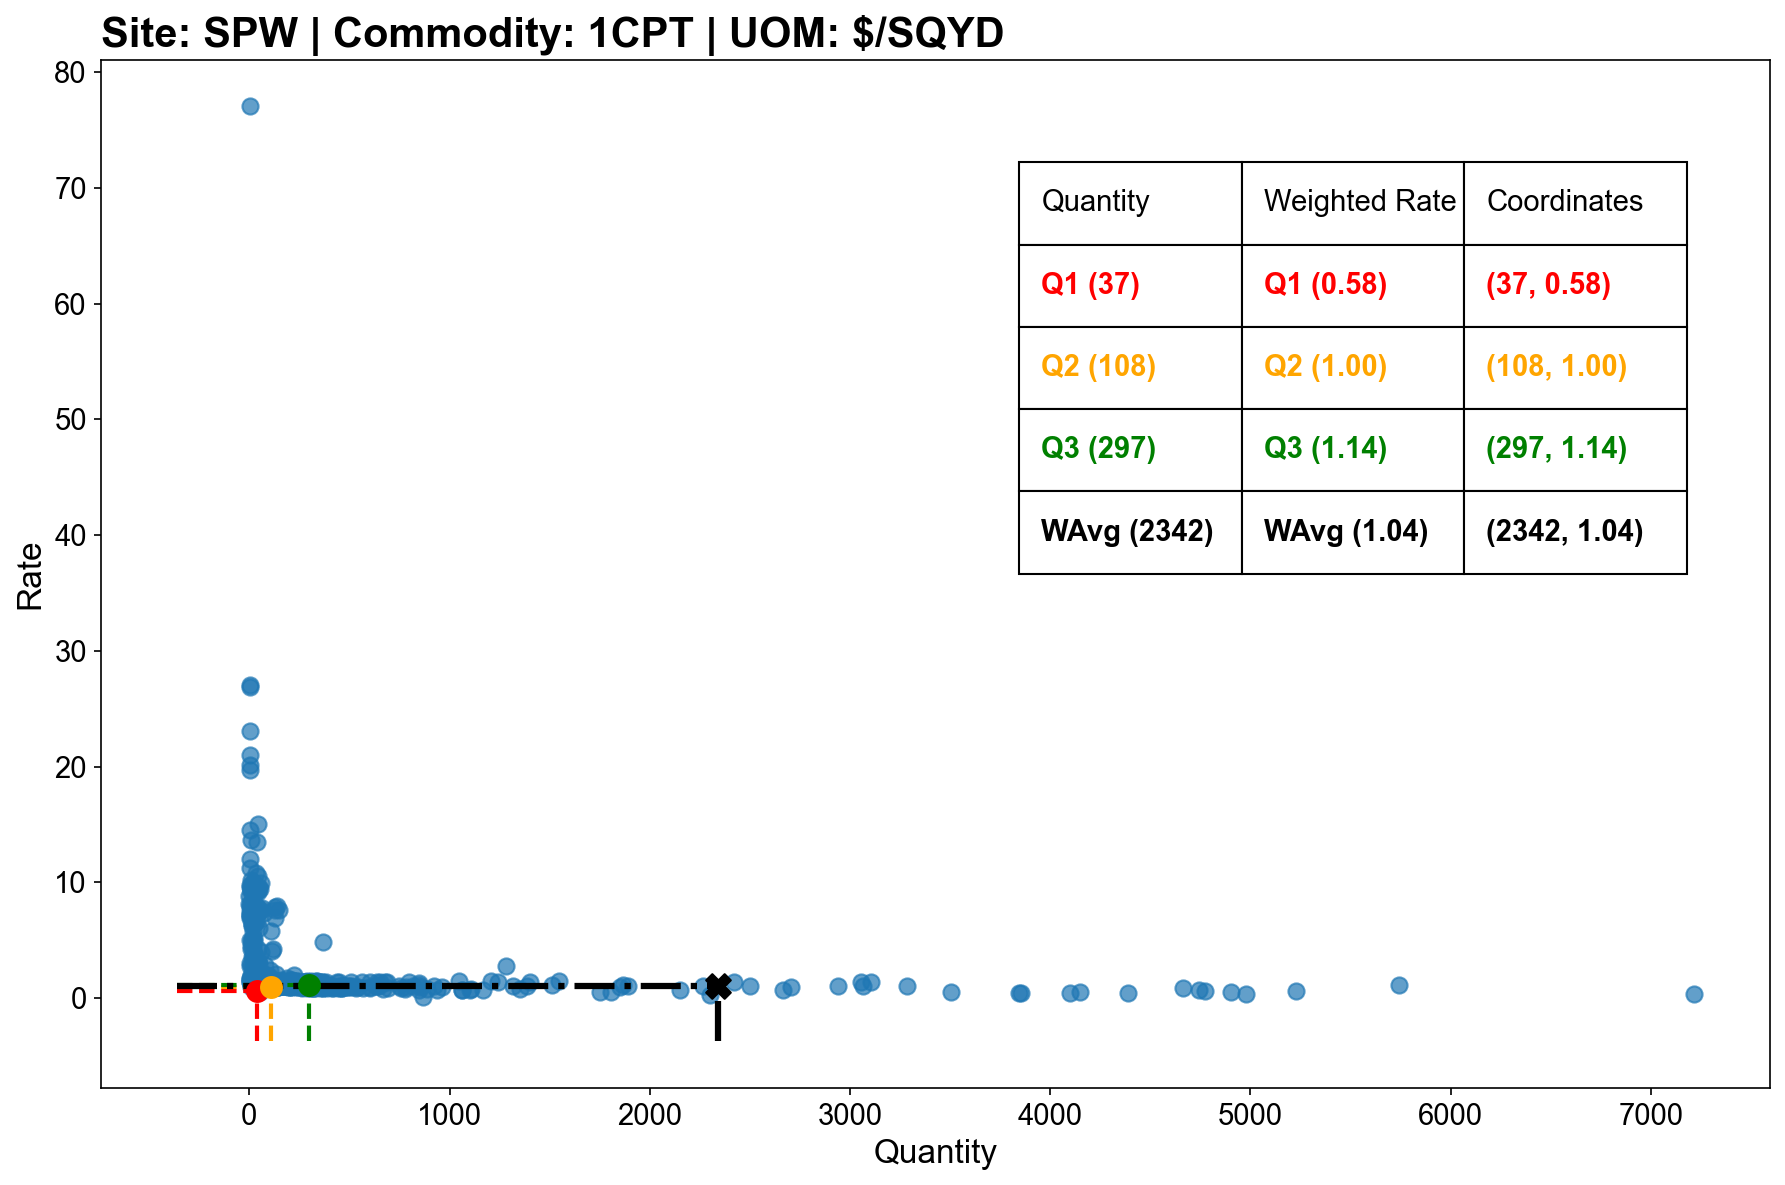 Site: SPW | Commodity: 1CPT | UOM: $/SQYD
80
70
60
50
40
30
20
10
0
Rate
Quantity Weighted Rate Coordinates
Q1 (37) Q1 (0.58) (37, 0.58)
Q2 (108) Q2 (1.00) (108, 1.00)
Q3 (297) Q3 (1.14) (297, 1.14)
WAvg (2342) WAvg (1.04) (2342, 1.04)
0 1000 2000 3000 4000 5000 6000 7000
Quantity